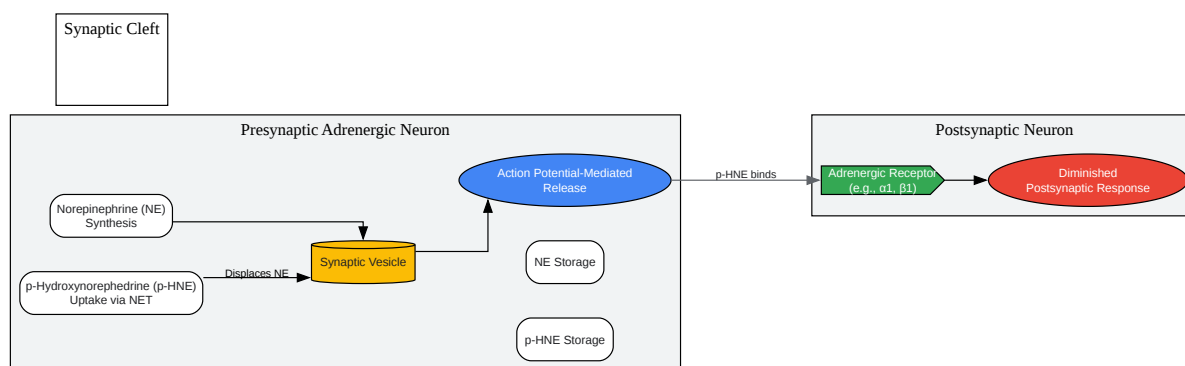 Synaptic Cleft
Presynaptic Adrenergic Neuron
Postsynaptic Neuron
Action Potential-Mediated
Release
p-HNE binds
Adrenergic Receptor
(e.g., α1, β1)
Diminished
Postsynaptic Response
Norepinephrine (NE)
Synthesis
Synaptic Vesicle
NE Storage
p-Hydroxynorephedrine (p-HNE)
Uptake via NET
Displaces NE
p-HNE Storage